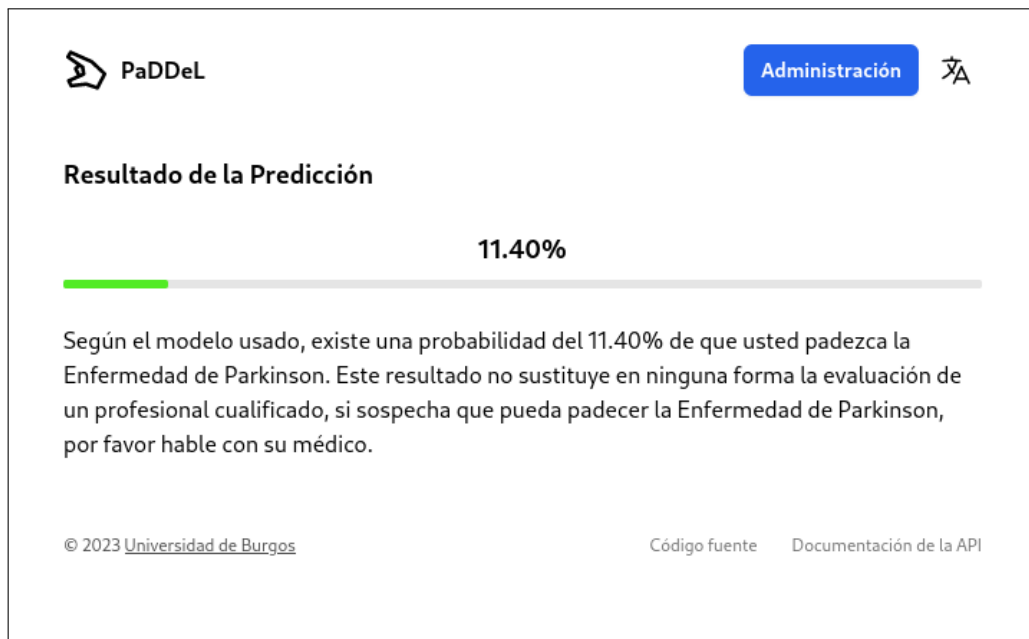 PaDDeL
Administración
Resultado de la Predicción
11.40%
Según el modelo usado, existe una probabilidad del 11.40% de que usted padezca la
Enfermedad de Parkinson. Este resultado no sustituye en ninguna forma la evaluación de
un profesional cualificado, si sospecha que pueda padecer la Enfermedad de Parkinson,
por favor hable con su médico.
© 2023 Universidad de Burgos
Código fuente
Documentación de la API